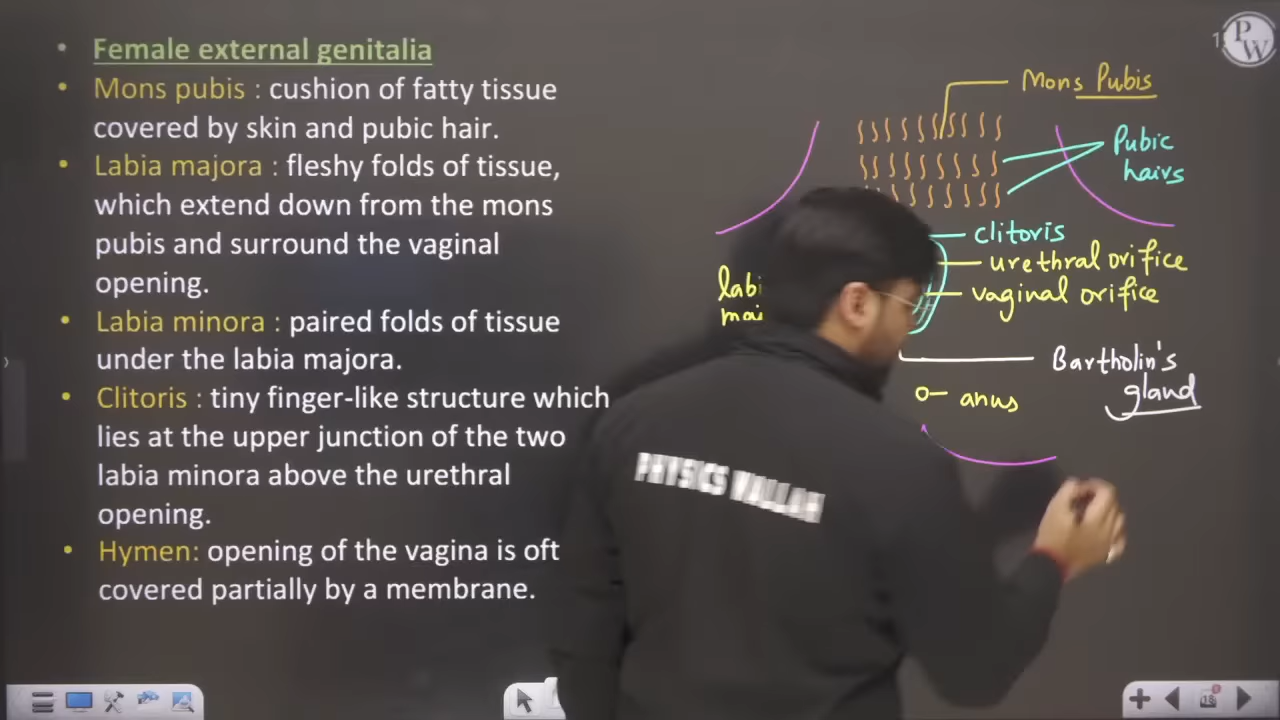 Female external genitalia
Mons pubis : cushion of fatty tissue
covered by skin and pubic hair.
Labia majora : fleshy folds of tissue,
which extend down from the mons
pubis and surround the vaginal
opening.
Labia minora : paired folds of tissue
under the labia majora.
Clitoris : tiny finger-like structure which
lies at the upper junction of the two
labia minora above the urethral
opening.
Hymen: opening of the vagina is oft
covered partially by a membrane.
PW
Mons Pubis
Pubic
hairs
clitoris
urethral orifice
vaginal orifice
labi
Bartholin's
gland
anus
PHYSICS WALLAH
18